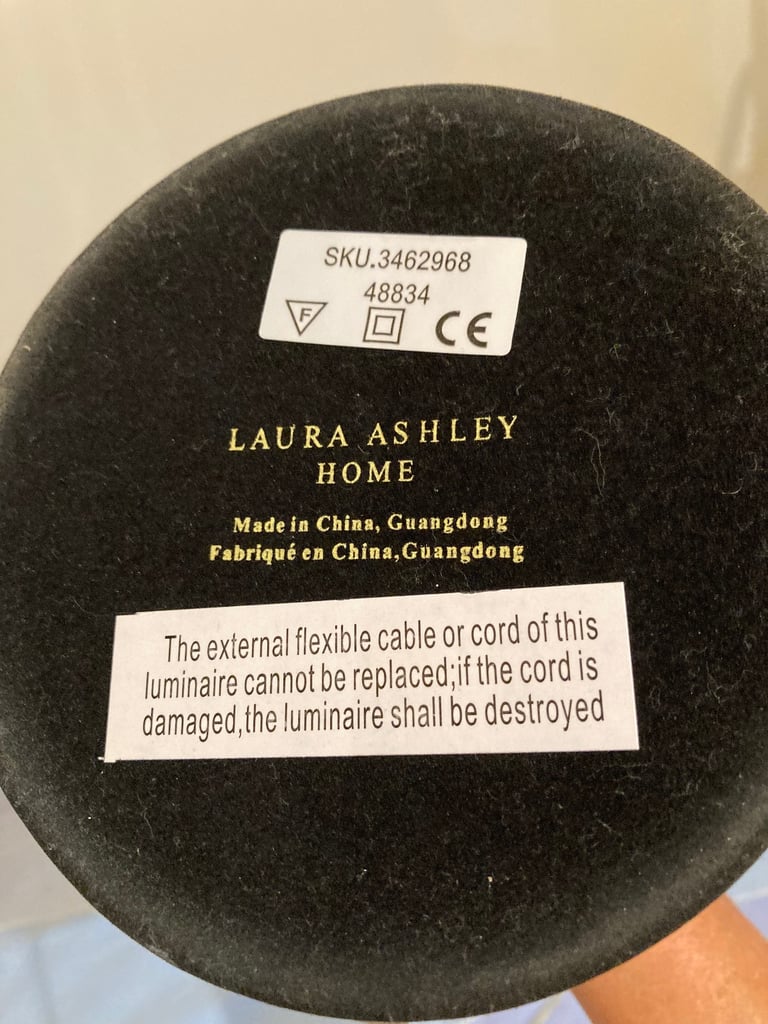 SKU.3462968
48834
F CE
LAURA ASHLEY
HOME
Made in China, Guangdong
Fabriqué en China,Guangdong
The external flexible cable or cord of this
luminaire cannot be replaced;if the cord is
damaged,the luminaire shall be destroyed